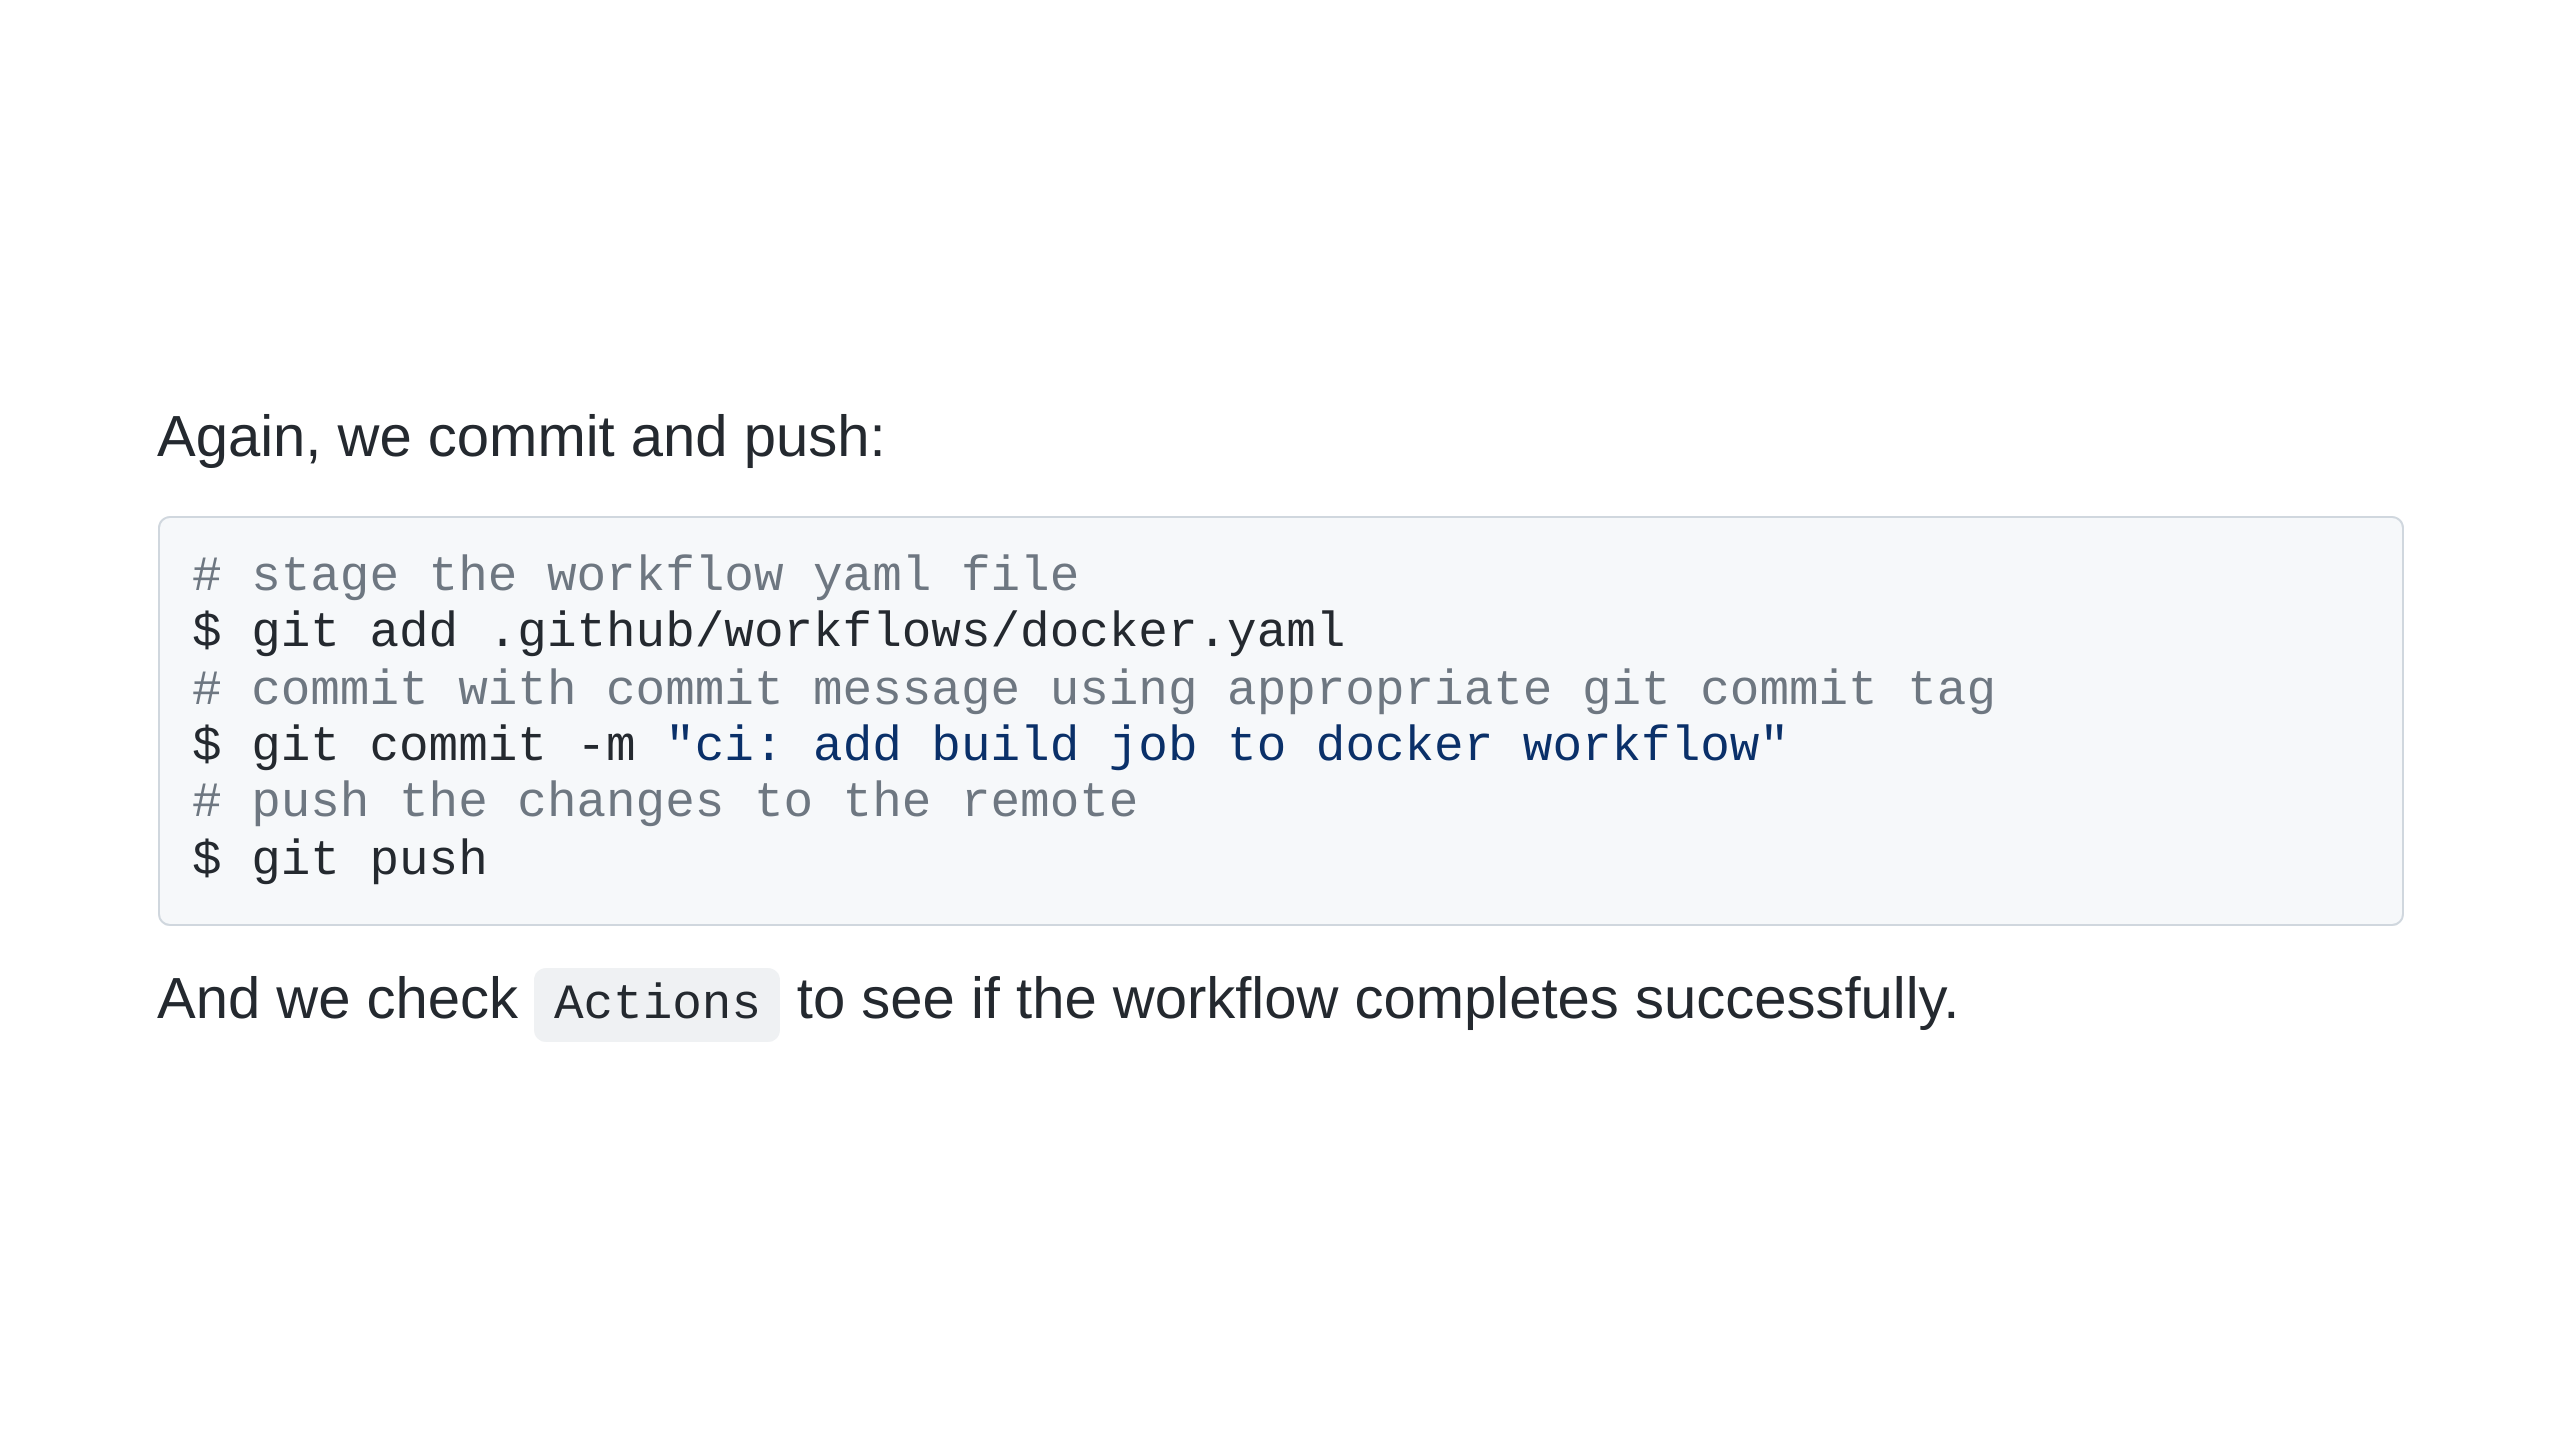 Again, we commit and push:
# stage the workflow yaml file
$ git add .github/workflows/docker.yaml
# commit with commit message using appropriate git commit tag
$ git commit -m "ci: add build job to docker workflow"
# push the changes to the remote
$ git push
And we check Actions to see if the workflow completes successfully.